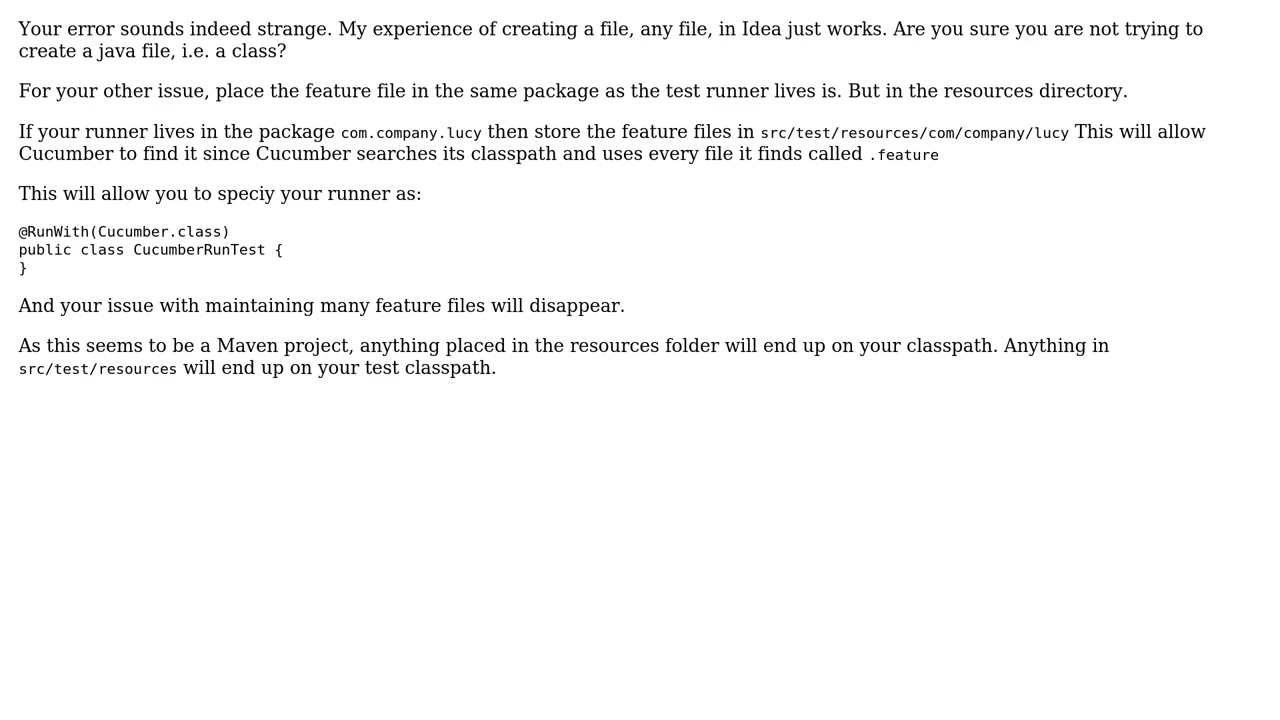 Your error sounds indeed strange. My experience of creating a file, any file, in Idea just works. Are you sure you are not trying to
create a java file, i.e. a class?
For your other issue, place the feature file in the same package as the test runner lives is. But in the resources directory.
If your runner lives in the package com.company.lucy then store the feature files in src/test/resources/com/company/lucy This will allow
Cucumber to find it since Cucumber searches its classpath and uses every file it finds called .feature
This will allow you to speciy your runner as:
@RunWith(Cucumber.class)
public class CucumberRunTest {
}
And your issue with maintaining many feature files will disappear.
As this seems to be a Maven project, anything placed in the resources folder will end up on your classpath. Anything in
src/test/resources will end up on your test classpath.